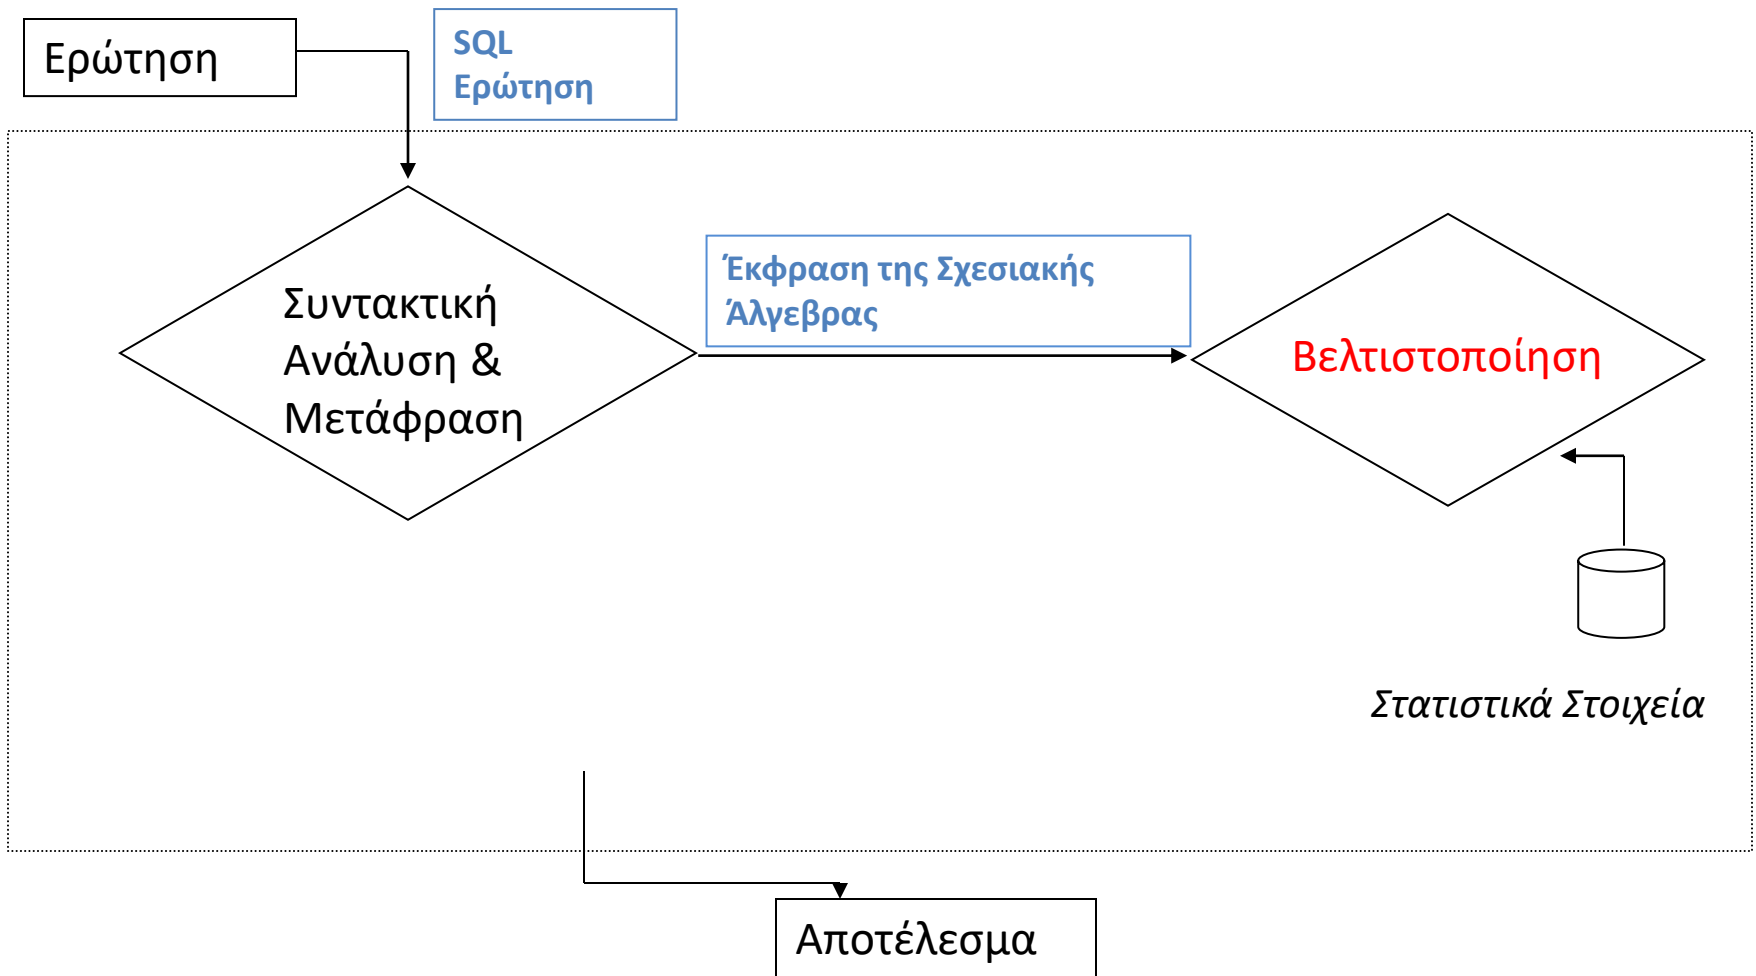 Ερώτηση
SQL
Ερώτηση
Συντακτική
Ανάλυση &
Μετάφραση
Έκφραση της Σχεσιακής
Άλγεβρας
Βελτιστοποίηση
Στατιστικά Στοιχεία
Αποτέλεσμα